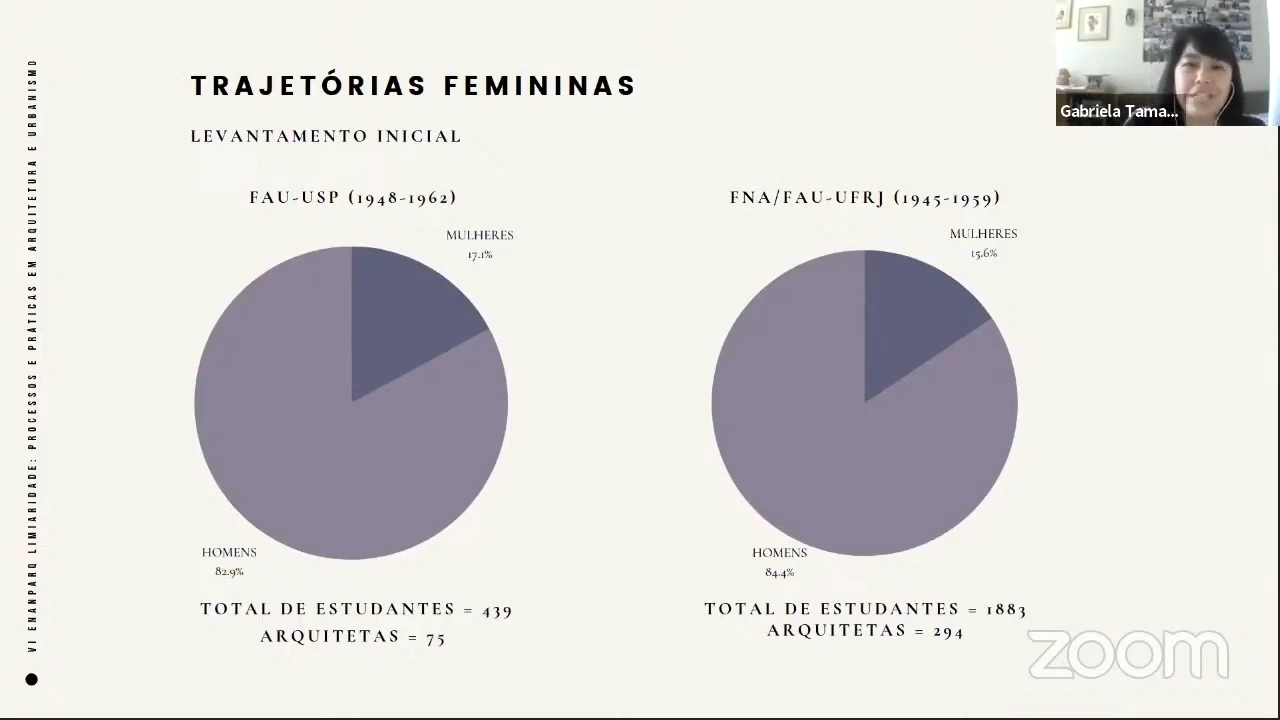 VI ENANPARQ LIMIARIDADE: PROCESSOS E PRÁTICAS EM ARQUITETURA E URBANISMO
TRAJETÓRIAS FEMININAS
LEVANTAMENTO INICIAL
Gabriela Tama...
FAU-USP (1948-1962)
MULHERES
17.1%
HOMENS
82.9%
TOTAL DE ESTUDANTES = 439
ARQUITETAS = 75
FNA/FAU-UFRJ (1945-1959)
MULHERES
15.6%
HOMENS
84.4%
TOTAL DE ESTUDANTES = 1883
ARQUITETAS = 294
zoom